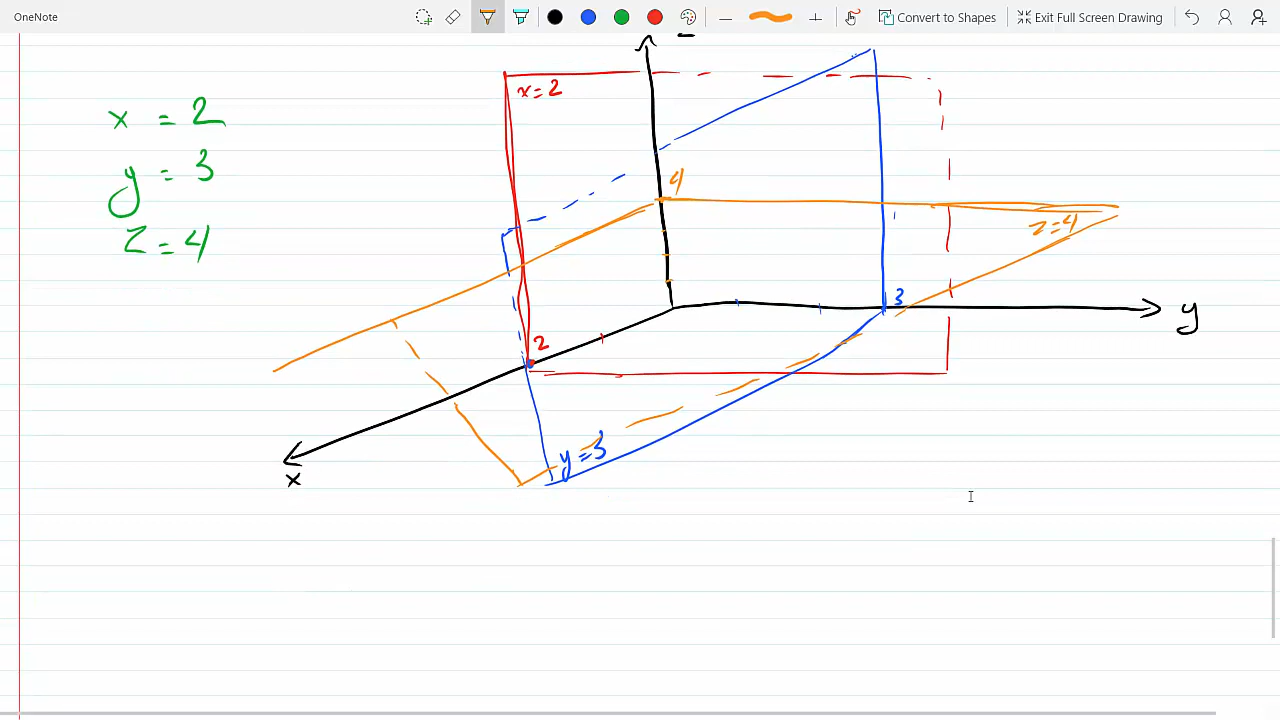 OneNote
Convert to Shapes
Exit Full Screen Drawing
x = 2
y = 3
z = 4
x=2
4
z=4
3
y
2
y=3
x